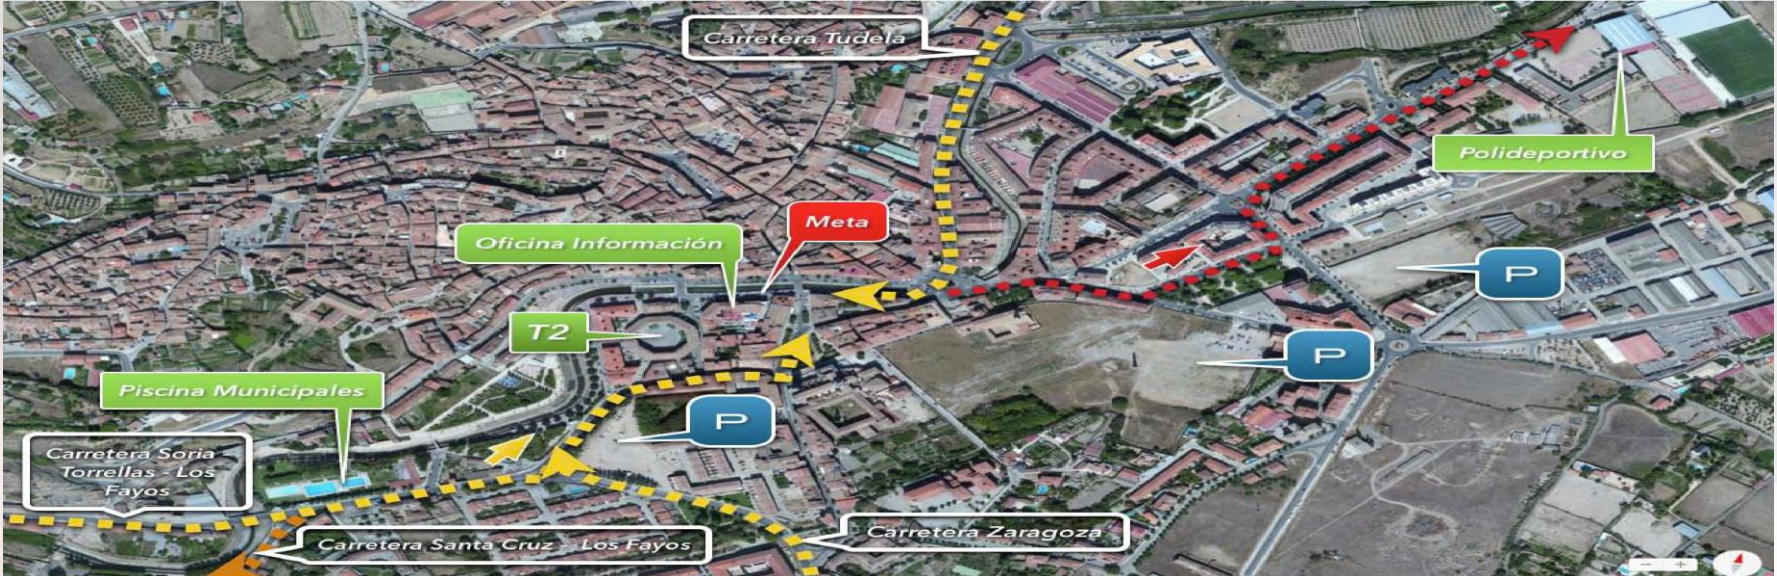 Carretera Tudela
Polideportivo
Meta
Oficina Información
P
T2
P
Piscina Municipales
P
Carretera Soria -
Torrellas - Los
Fayos
Carretera Zaragoza
Carretera Santa Cruz - Los Fayos
- +